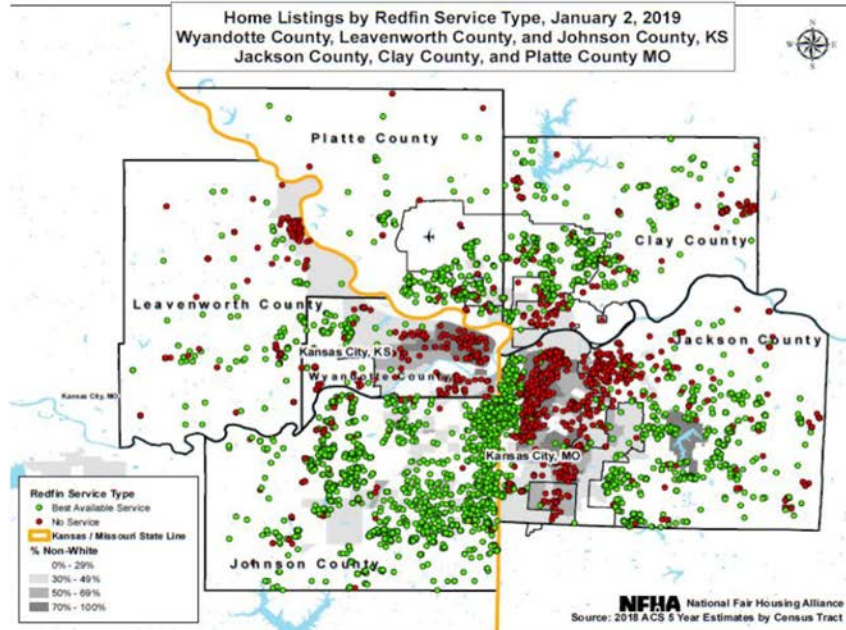 Home Listings by Redfin Service Type, January 2, 2019
Wyandotte County, Leavenworth County, and Johnson County, KS
Jackson County, Clay County, and Platte County MO
N
W
E
S
Platte County
Clay County
Leavenworth County
Jackson County
Kansas City, KS
Wyandotte County
Kansas City, MO
Kansas City, MO
Johnson County
Redfin Service Type
Best Available Service
No Service
Kansas / Missouri State Line
% Non-White
0% - 29%
30% - 49%
50% - 69%
70% - 100%
NFHA National Fair Housing Alliance
Source: 2018 ACS 5 Year Estimates by Census Tract